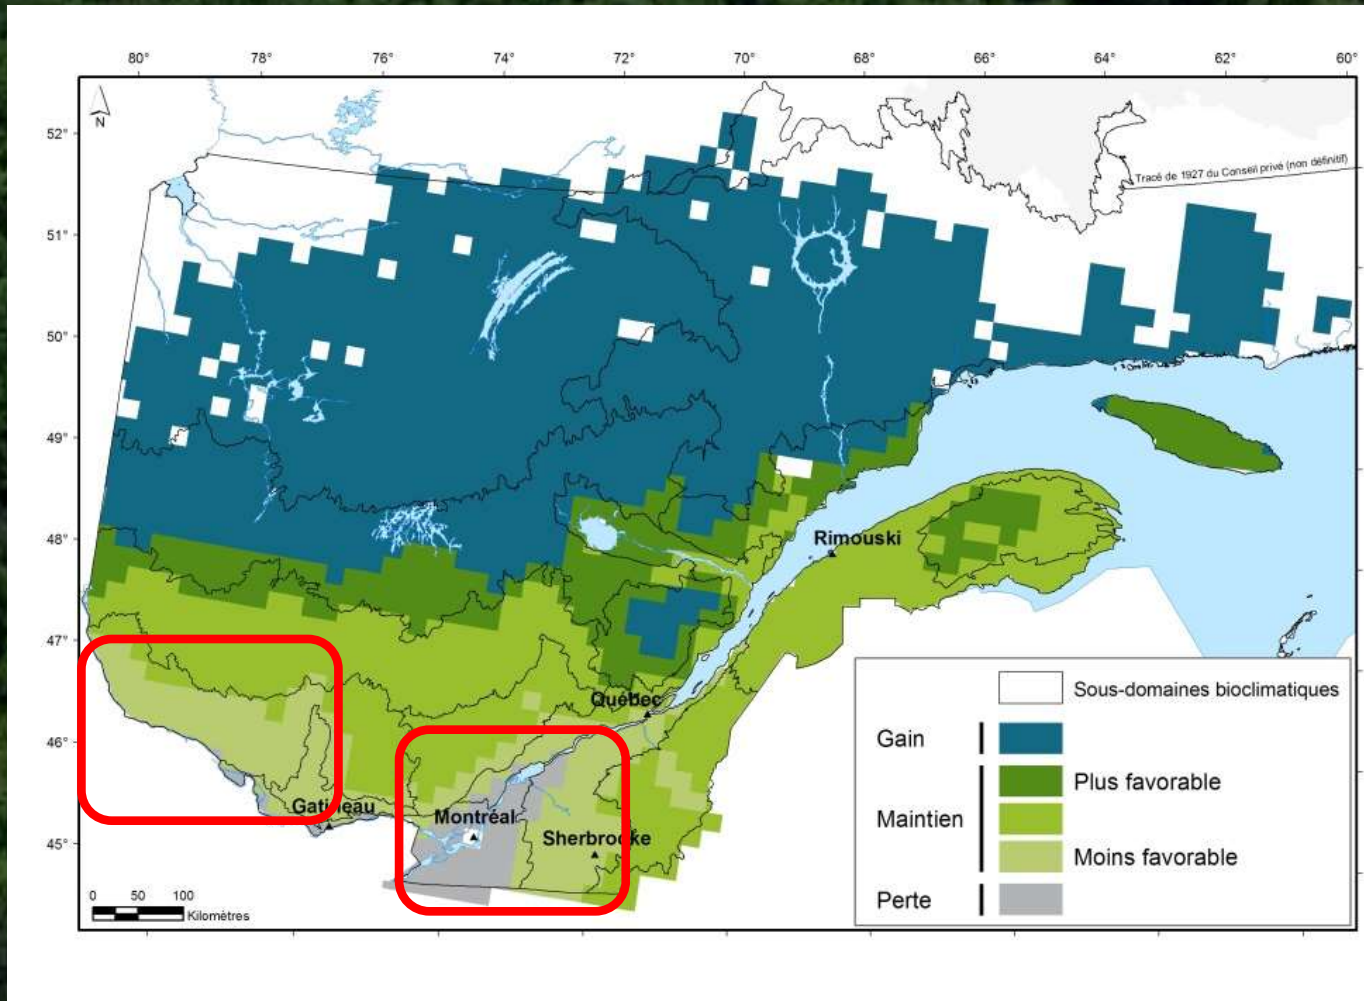 80° 78° 76° 74° 72° 70° 68° 66° 64° 62° 60°
N
52°
Tracé de 1927 du Conseil privé (non définitif)
51°
50°
49°
48°
Rimouski
47°
Québec
46°
Gatineau
Montréal
45°
Sherbrooke
0 50 100
Kilomètres
Sous-domaines bioclimatiques
Gain
Plus favorable
Maintien
Moins favorable
Perte